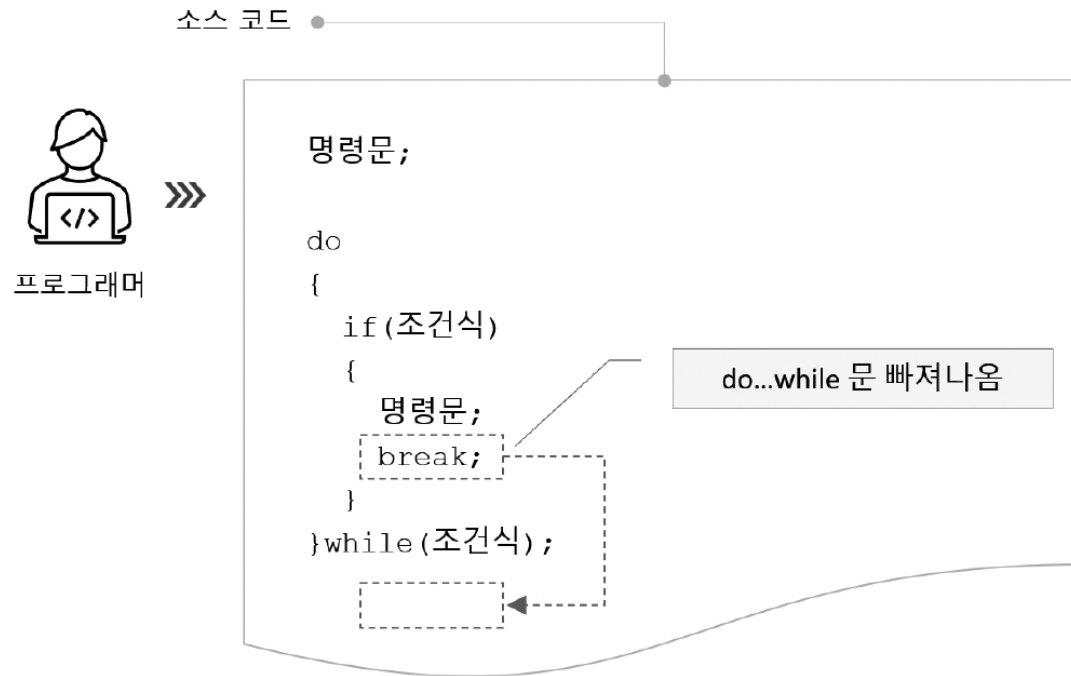 소스 코드
</>
프로그래머
명령문;
do
{
if(조건식)
{
명령문;
break;
}
}while(조건식);
do...while 문 빠져나옴